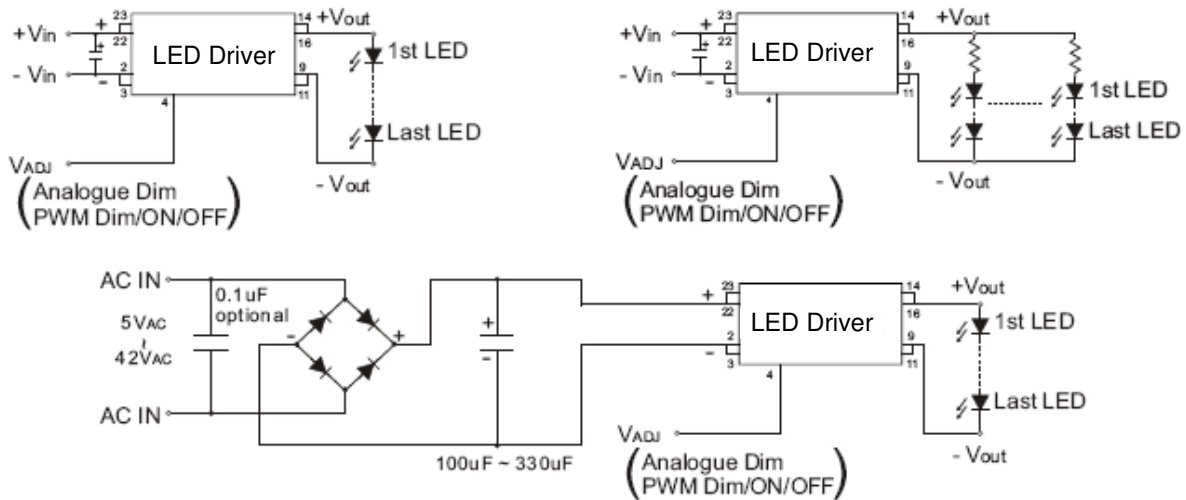 23
14
+Vout
+
+Vin
22
16
+
LED Driver
1st LED
- Vin
2
9
-
3
4
11
Last LED
VADJ
- Vout
(Analogue Dim
PWM Dim/ON/OFF)
23
14
+Vout
+
+Vin
22
16
+
LED Driver
- Vin
2
9
-
3
4
11
1st LED
Last LED
VADJ
- Vout
(Analogue Dim
PWM Dim/ON/OFF)
AC IN
0.1uF
optional
5VAC
~
42VAC
AC IN
-
+
+
-
100uF ~ 330uF
23
14
+Vout
+
22
16
LED Driver
1st LED
2
9
-
3
4
11
Last LED
VADJ
- Vout
(Analogue Dim
PWM Dim/ON/OFF)